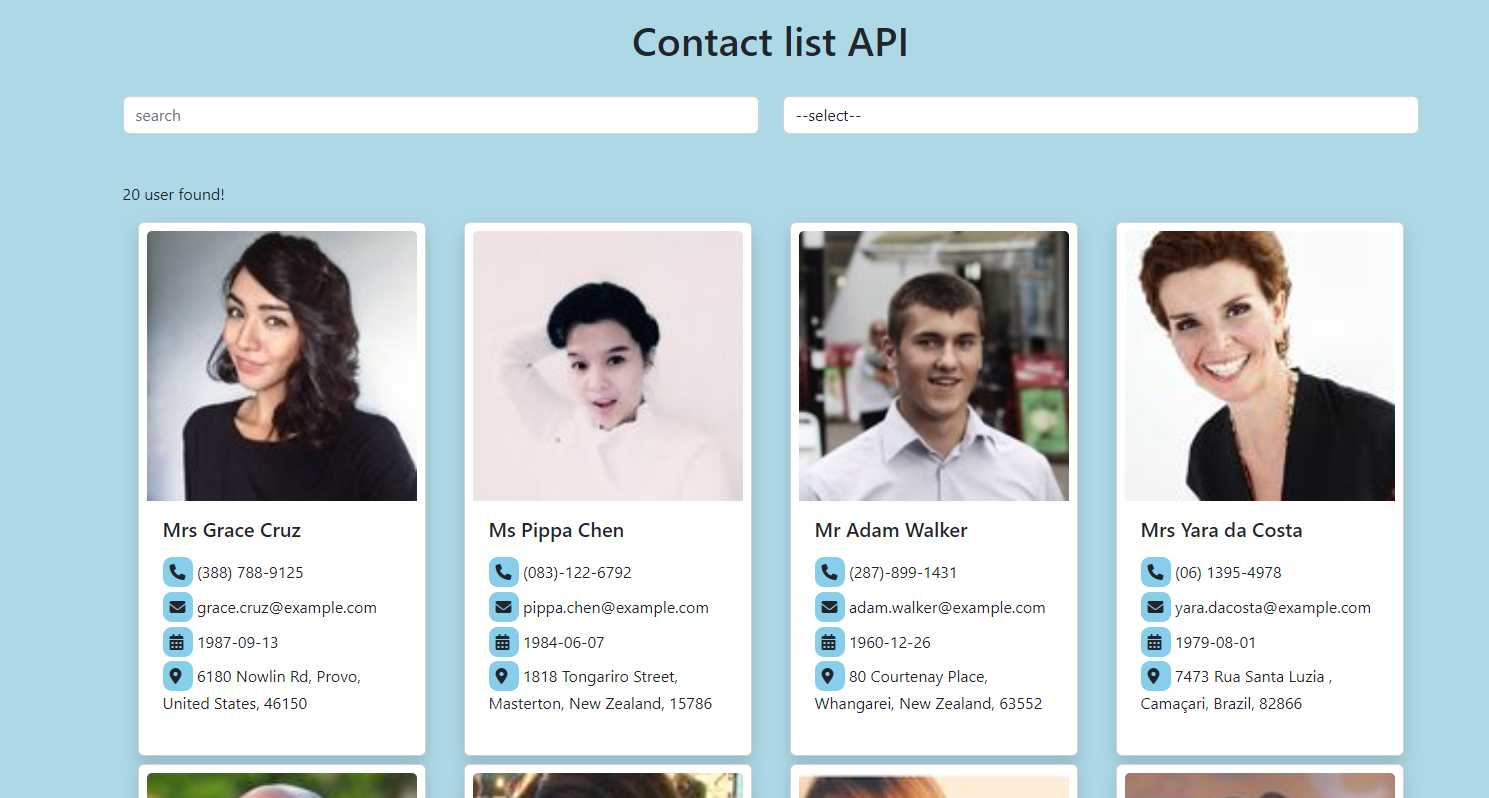 Contact list API
search
--select--
20 user found!
Mrs Grace Cruz
(388) 788-9125
grace.cruz@example.com
1987-09-13
6180 Nowlin Rd, Provo,
United States, 46150
Ms Pippa Chen
(083)-122-6792
pippa.chen@example.com
1984-06-07
1818 Tongariro Street,
Masterton, New Zealand, 15786
Mr Adam Walker
(287)-899-1431
adam.walker@example.com
1960-12-26
80 Courtenay Place,
Whangarei, New Zealand, 63552
Mrs Yara da Costa
(06) 1395-4978
yara.dacosta@example.com
1979-08-01
7473 Rua Santa Luzia ,
Camaçari, Brazil, 82866